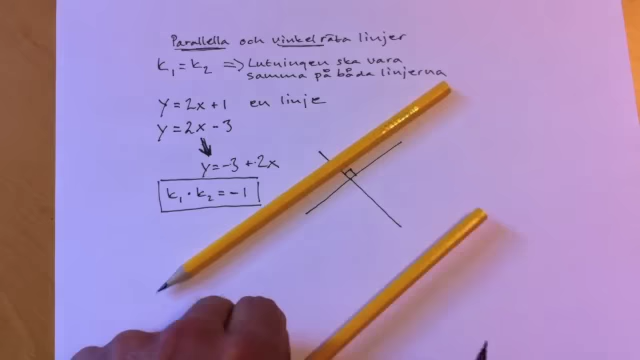 Parallella och vinkelräta linjer
k₁ = k₂ ⇒ Lutningen ska vara
samma på båda linjerna
y = 2x + 1 en linje
y = 2x - 3
y = -3 + 2x
k₁ · k₂ = -1